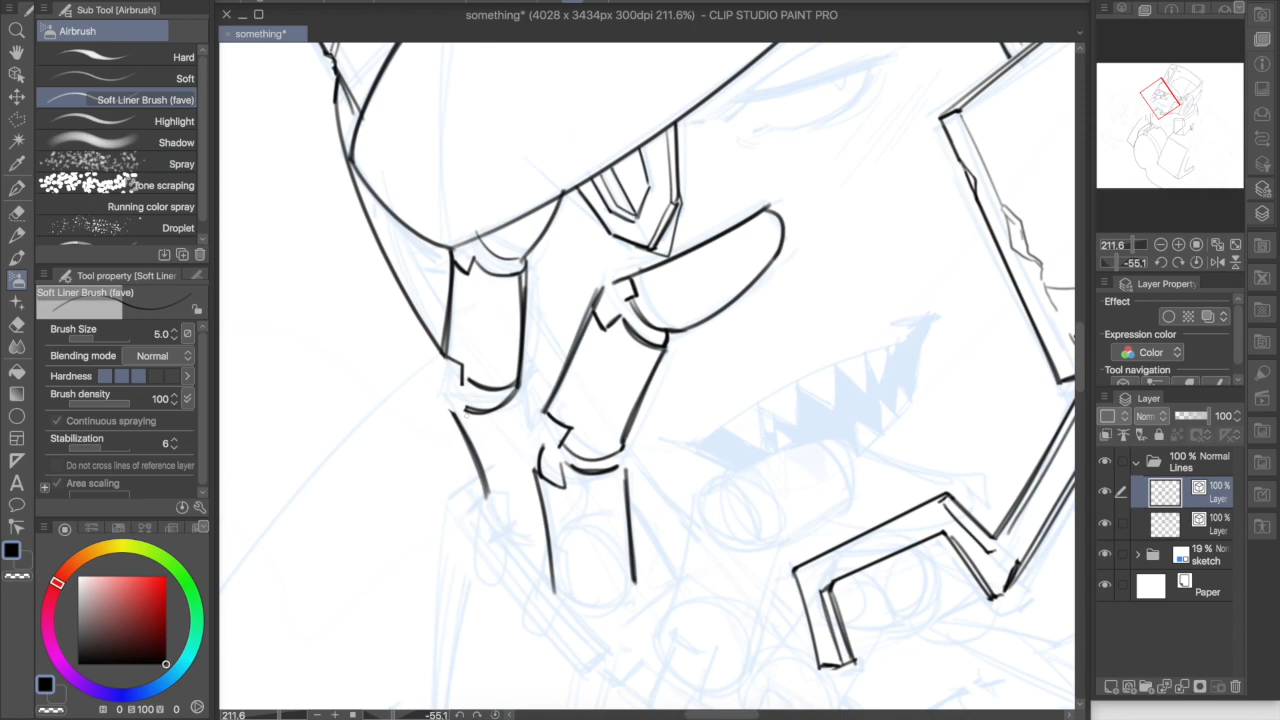 Sub Tool [Airbrush]
something* (4028 x 3434px 300dpi 211.6%) - CLIP STUDIO PAINT PRO
Airbrush
something*
Hard
Soft
Soft Liner Brush (fave)
Highlight
Shadow
Spray
Tone scraping
Running color spray
Droplet
Tool property [Soft Liner
Soft Liner Brush (fave)
Brush Size 5.0
Blending mode Normal
Hardness
Brush density 100
Continuous spraying
Stabilization 6
Do not cross lines of reference layer
Area scaling
H 0 S 100 V 0
211.6 -55.1
211.6
-55.1
Layer Property
Effect
Expression color
Color
Tool navigation
Layer
Norm 100
100 % Normal
Lines
100 %
Layer
100 %
Layer
19 % Nor
sketch
Paper